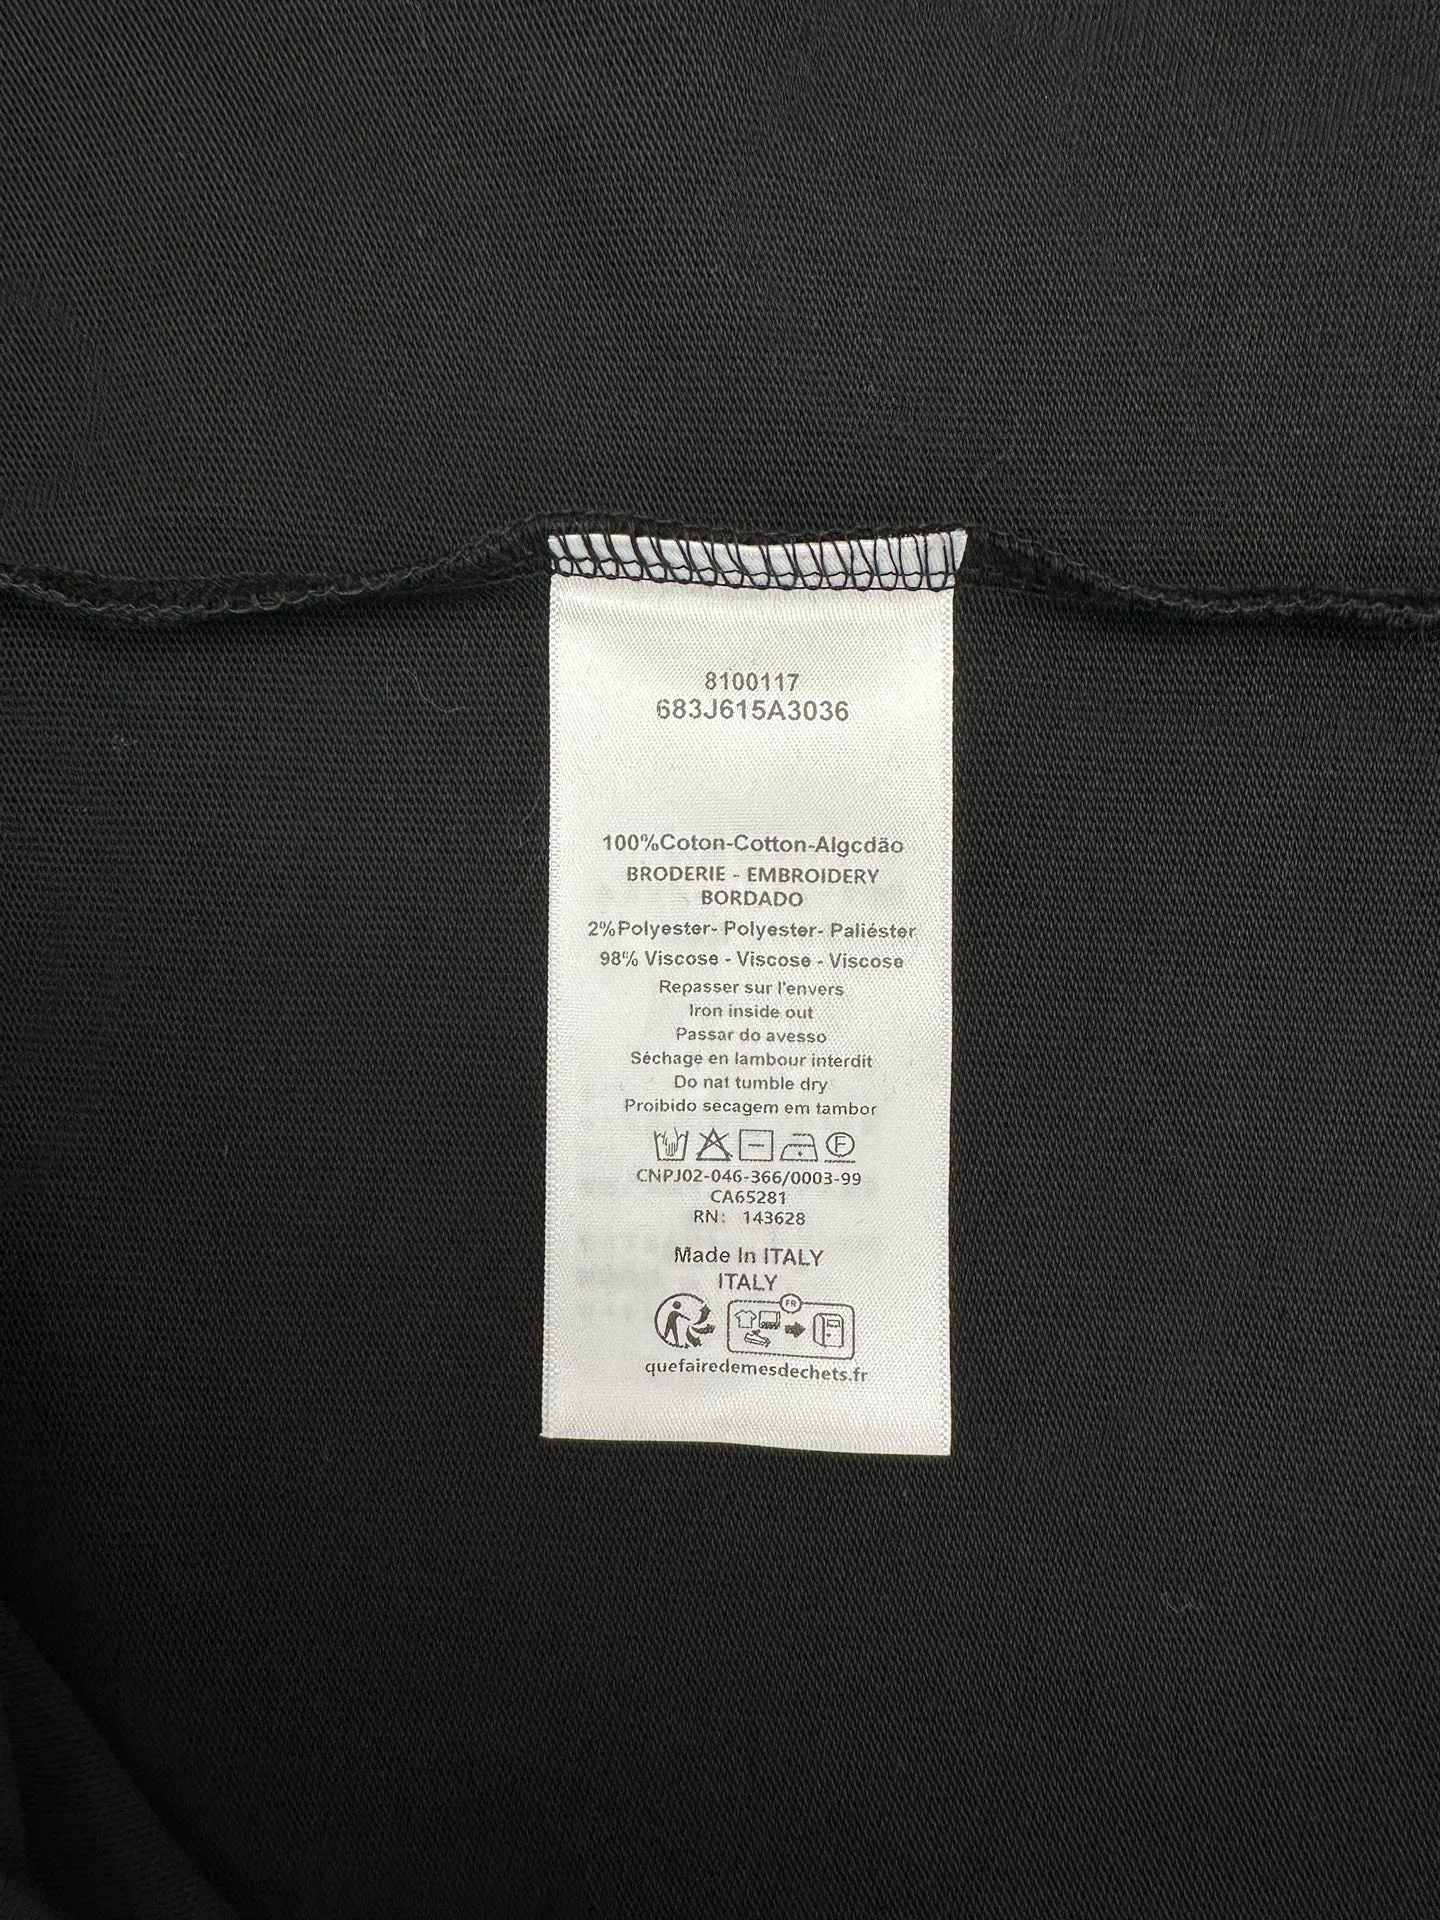 8100117
683J615A3036
100%Coton-Cotton-Algcdão
BRODERIE - EMBROIDERY
BORDADO
2%Polyester- Polyester- Paliéster
98% Viscose - Viscose - Viscose
Repasser sur l'envers
Iron inside out
Passar do avesso
Séchage en lambour interdit
Do nat tumble dry
Proibido secagem em tambor
F
CNPJ02-046-366/0003-99
CA65281
RN: 143628
Made In ITALY
ITALY
FR
quefairedemesdechets.fr